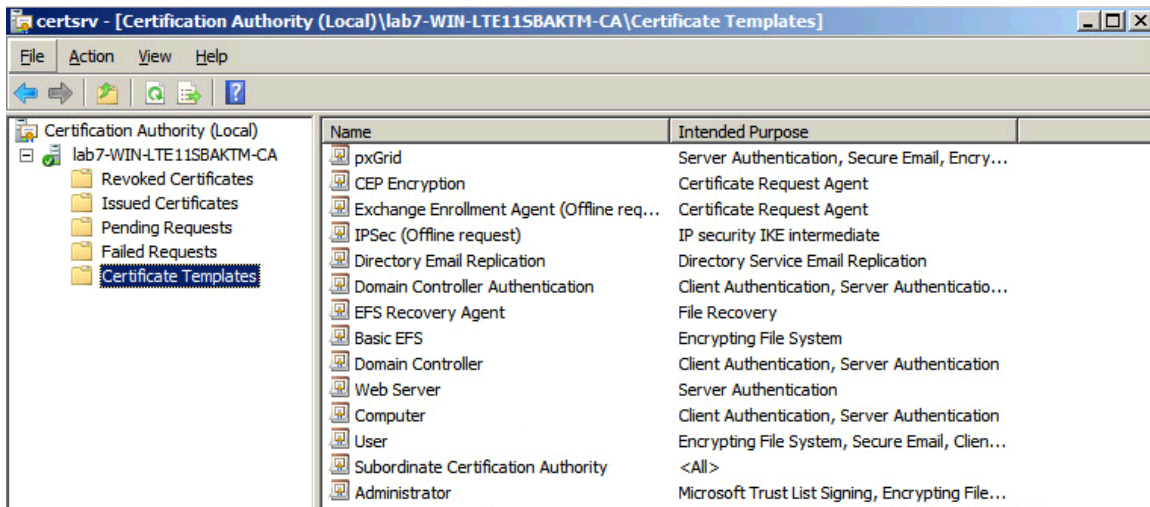 certsrv - [Certification Authority (Local)\lab7-WIN-LTE11SBAKTM-CA\Certificate Templates]
File Action View Help
Certification Authority (Local)
lab7-WIN-LTE11SBAKTM-CA
Revoked Certificates
Issued Certificates
Pending Requests
Failed Requests
Certificate Templates
Name Intended Purpose
pxGrid Server Authentication, Secure Email, Encry...
CEP Encryption Certificate Request Agent
Exchange Enrollment Agent (Offline req... Certificate Request Agent
IPSec (Offline request) IP security IKE intermediate
Directory Email Replication Directory Service Email Replication
Domain Controller Authentication Client Authentication, Server Authenticatio...
EFS Recovery Agent File Recovery
Basic EFS Encrypting File System
Domain Controller Client Authentication, Server Authentication
Web Server Server Authentication
Computer Client Authentication, Server Authentication
User Encrypting File System, Secure Email, Clien...
Subordinate Certification Authority <All>
Administrator Microsoft Trust List Signing, Encrypting File...